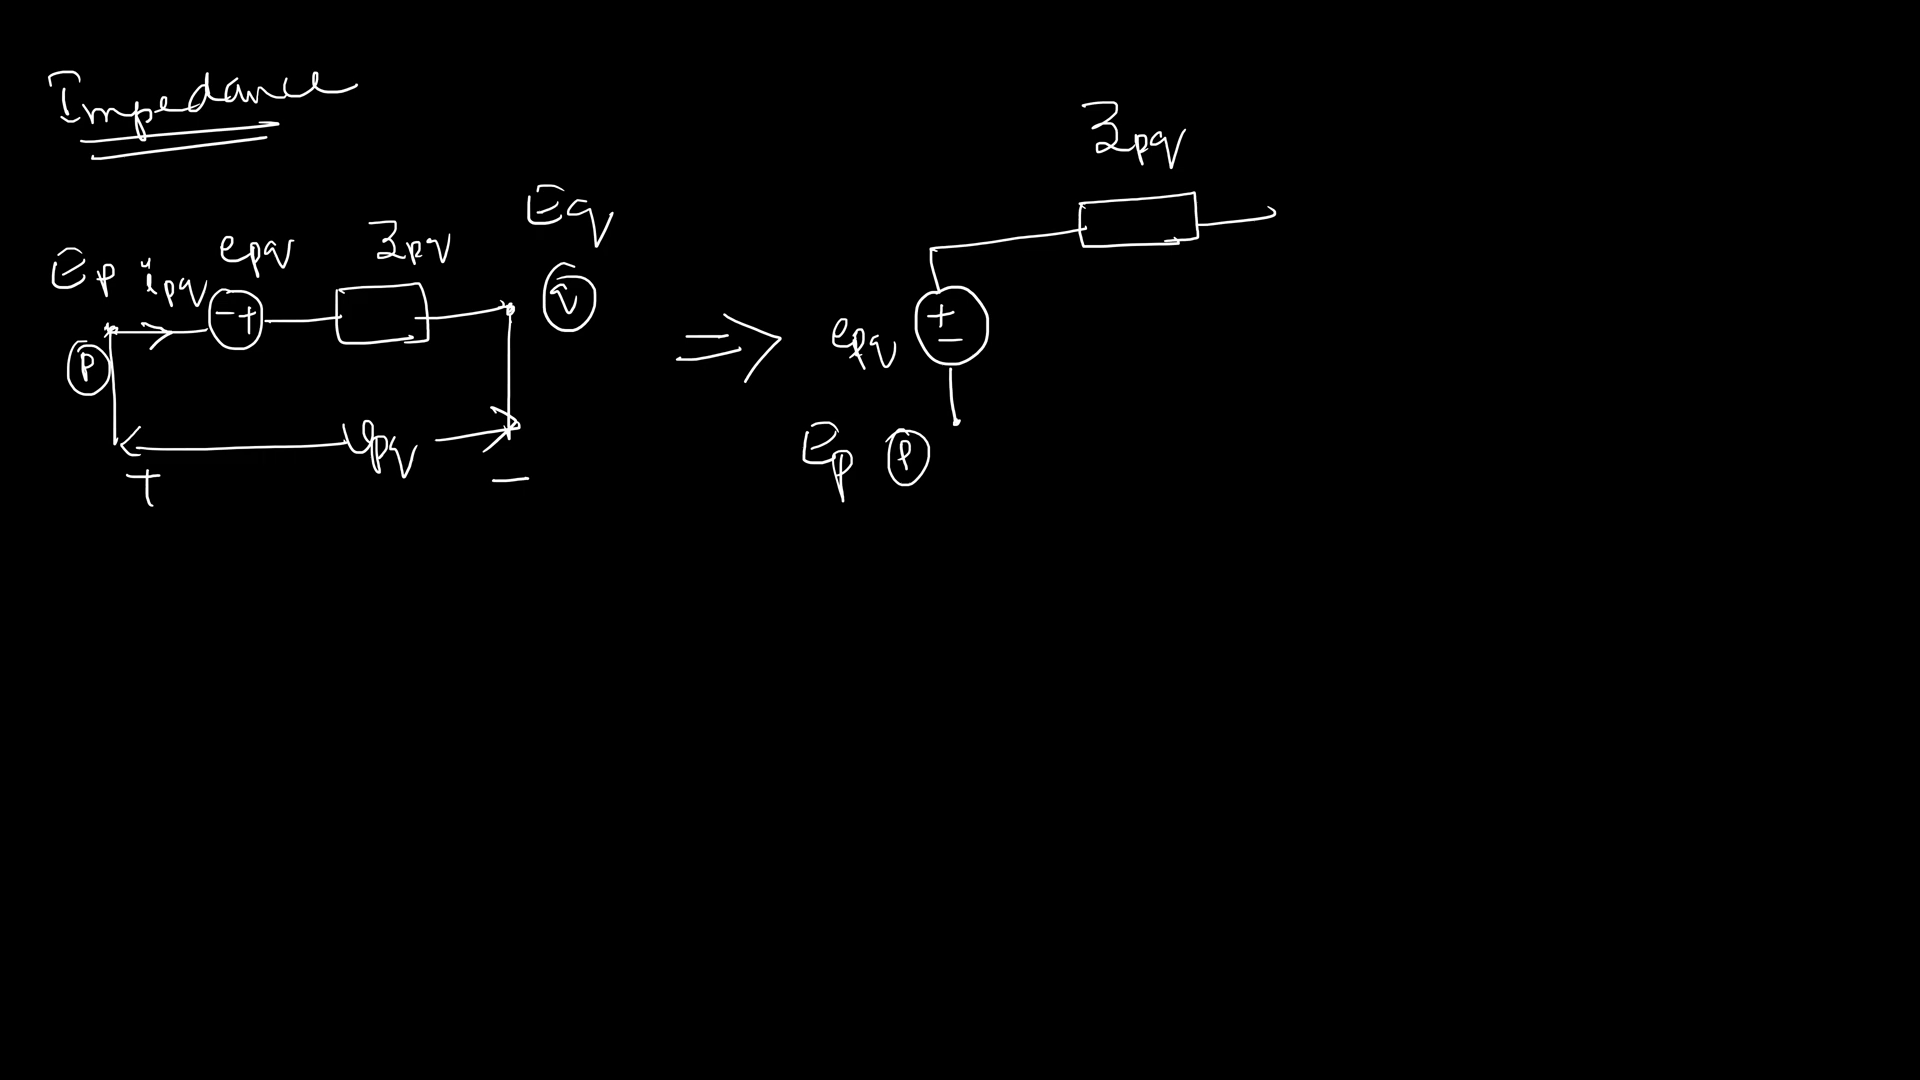 Impedance
Ep ipq epq Zpq Eq
p - + q
vpq
+ -
⇒
Zpq
epq + -
Ep p